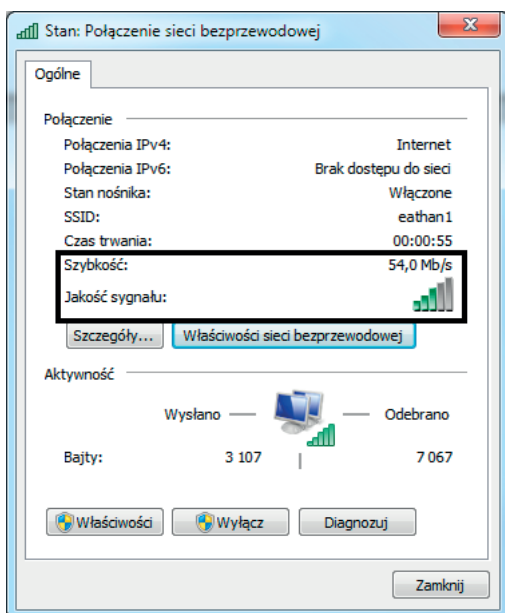 Stan: Połączenie sieci bezprzewodowej
Ogólne
Połączenie
Połączenia IPv4: Internet
Połączenia IPv6: Brak dostępu do sieci
Stan nośnika: Włączone
SSID: eathan1
Czas trwania: 00:00:55
Szybkość: 54,0 Mb/s
Jakość sygnału:
Szczegóły... Właściwości sieci bezprzewodowej
Aktywność
Wysłano Odebrano
Bajty: 3 107 7 067
Właściwości Wyłącz Diagnozuj
Zamknij